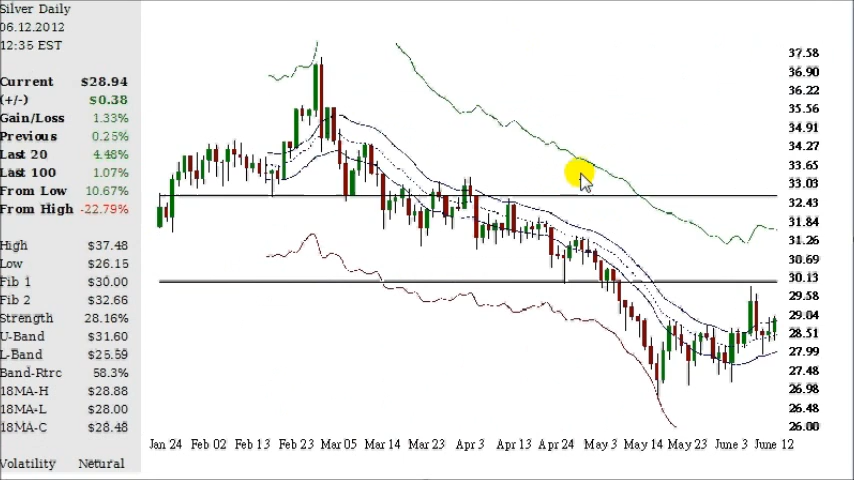 Silver Daily
06.12.2012
12:35 EST
Current $28.94
(+/-) $0.38
Gain/Loss 1.33%
Previous 0.25%
Last 20 4.48%
Last 100 1.07%
From Low 10.67%
From High -22.79%
High $37.48
Low $26.15
Fib 1 $30.00
Fib 2 $32.66
Strength 28.16%
U-Band $31.60
L-Band $25.59
Band-Rtrc 58.3%
18MA-H $28.88
18MA-L $28.00
18MA-C $28.48
Volatility Netural
37.58
36.90
36.22
35.56
34.91
34.27
33.65
33.03
32.43
31.84
31.26
30.69
30.13
29.58
29.04
28.51
27.99
27.48
26.98
26.48
26.00
Jan 24 Feb 02 Feb 13 Feb 23 Mar 05 Mar 14 Mar 23 Apr 3 Apr 13 Apr 24 May 3 May 14 May 23 June 3 June 12